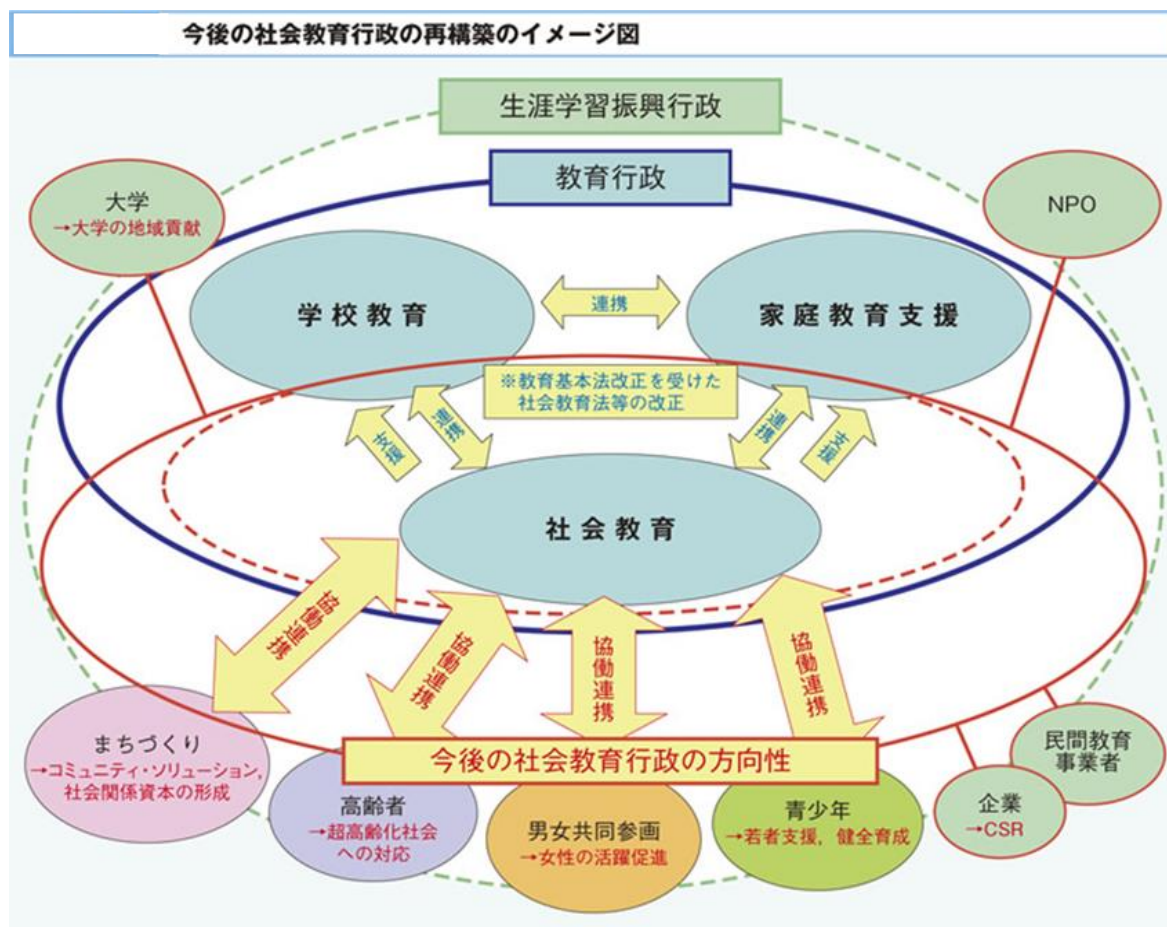 今後の社会教育行政の再構築のイメージ図
生涯学習振興行政
教育行政
大学
→大学の地域貢献
NPO
学校教育
連携
家庭教育支援
※教育基本法改正を受けた
社会教育法等の改正
支援
連携
連携
支援
社会教育
協働連携
協働連携
協働連携
協働連携
まちづくり
→コミュニティ・ソリューション,
社会関係資本の形成
今後の社会教育行政の方向性
高齢者
→超高齢化社会
への対応
男女共同参画
→女性の活躍促進
青少年
→若者支援，健全育成
企業
→CSR
民間教育
事業者